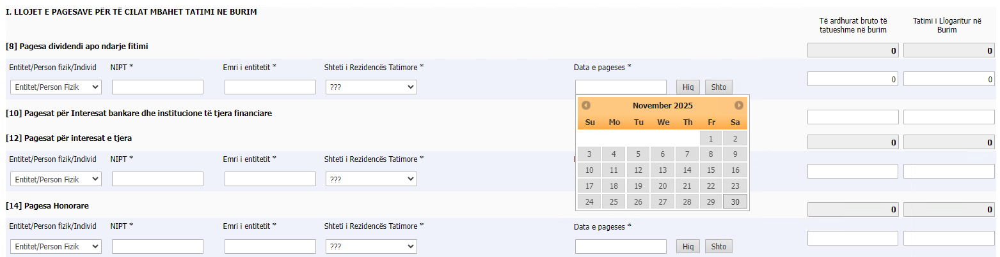 I. LLOJET E PAGESAVE PËR TË CILAT MBAHET TATIMI NE BURIM
Të ardhurat bruto të tatueshme në burim
Tatimi i Llogaritur në Burim
[8] Pagesa dividendi apo ndarje fitimi
0 0
Entitet/Person fizik/Individ NIPT * Emri i entitetit * Shteti i Rezidencës Tatimore * Data e pageses *
Entitet/Person Fizik ??? Hiq Shto 0 0
November 2025
Su Mo Tu We Th Fr Sa
1 2
3 4 5 6 7 8 9
10 11 12 13 14 15 16
17 18 19 20 21 22 23
24 25 26 27 28 29 30
[10] Pagesat për Interesat bankare dhe institucione të tjera financiare
[12] Pagesat për interesat e tjera
0 0
Entitet/Person fizik/Individ NIPT * Emri i entitetit * Shteti i Rezidencës Tatimore *
Entitet/Person Fizik ???
[14] Pagesa Honorare
0 0
Entitet/Person fizik/Individ NIPT * Emri i entitetit * Shteti i Rezidencës Tatimore * Data e pageses *
Entitet/Person Fizik ??? Hiq Shto